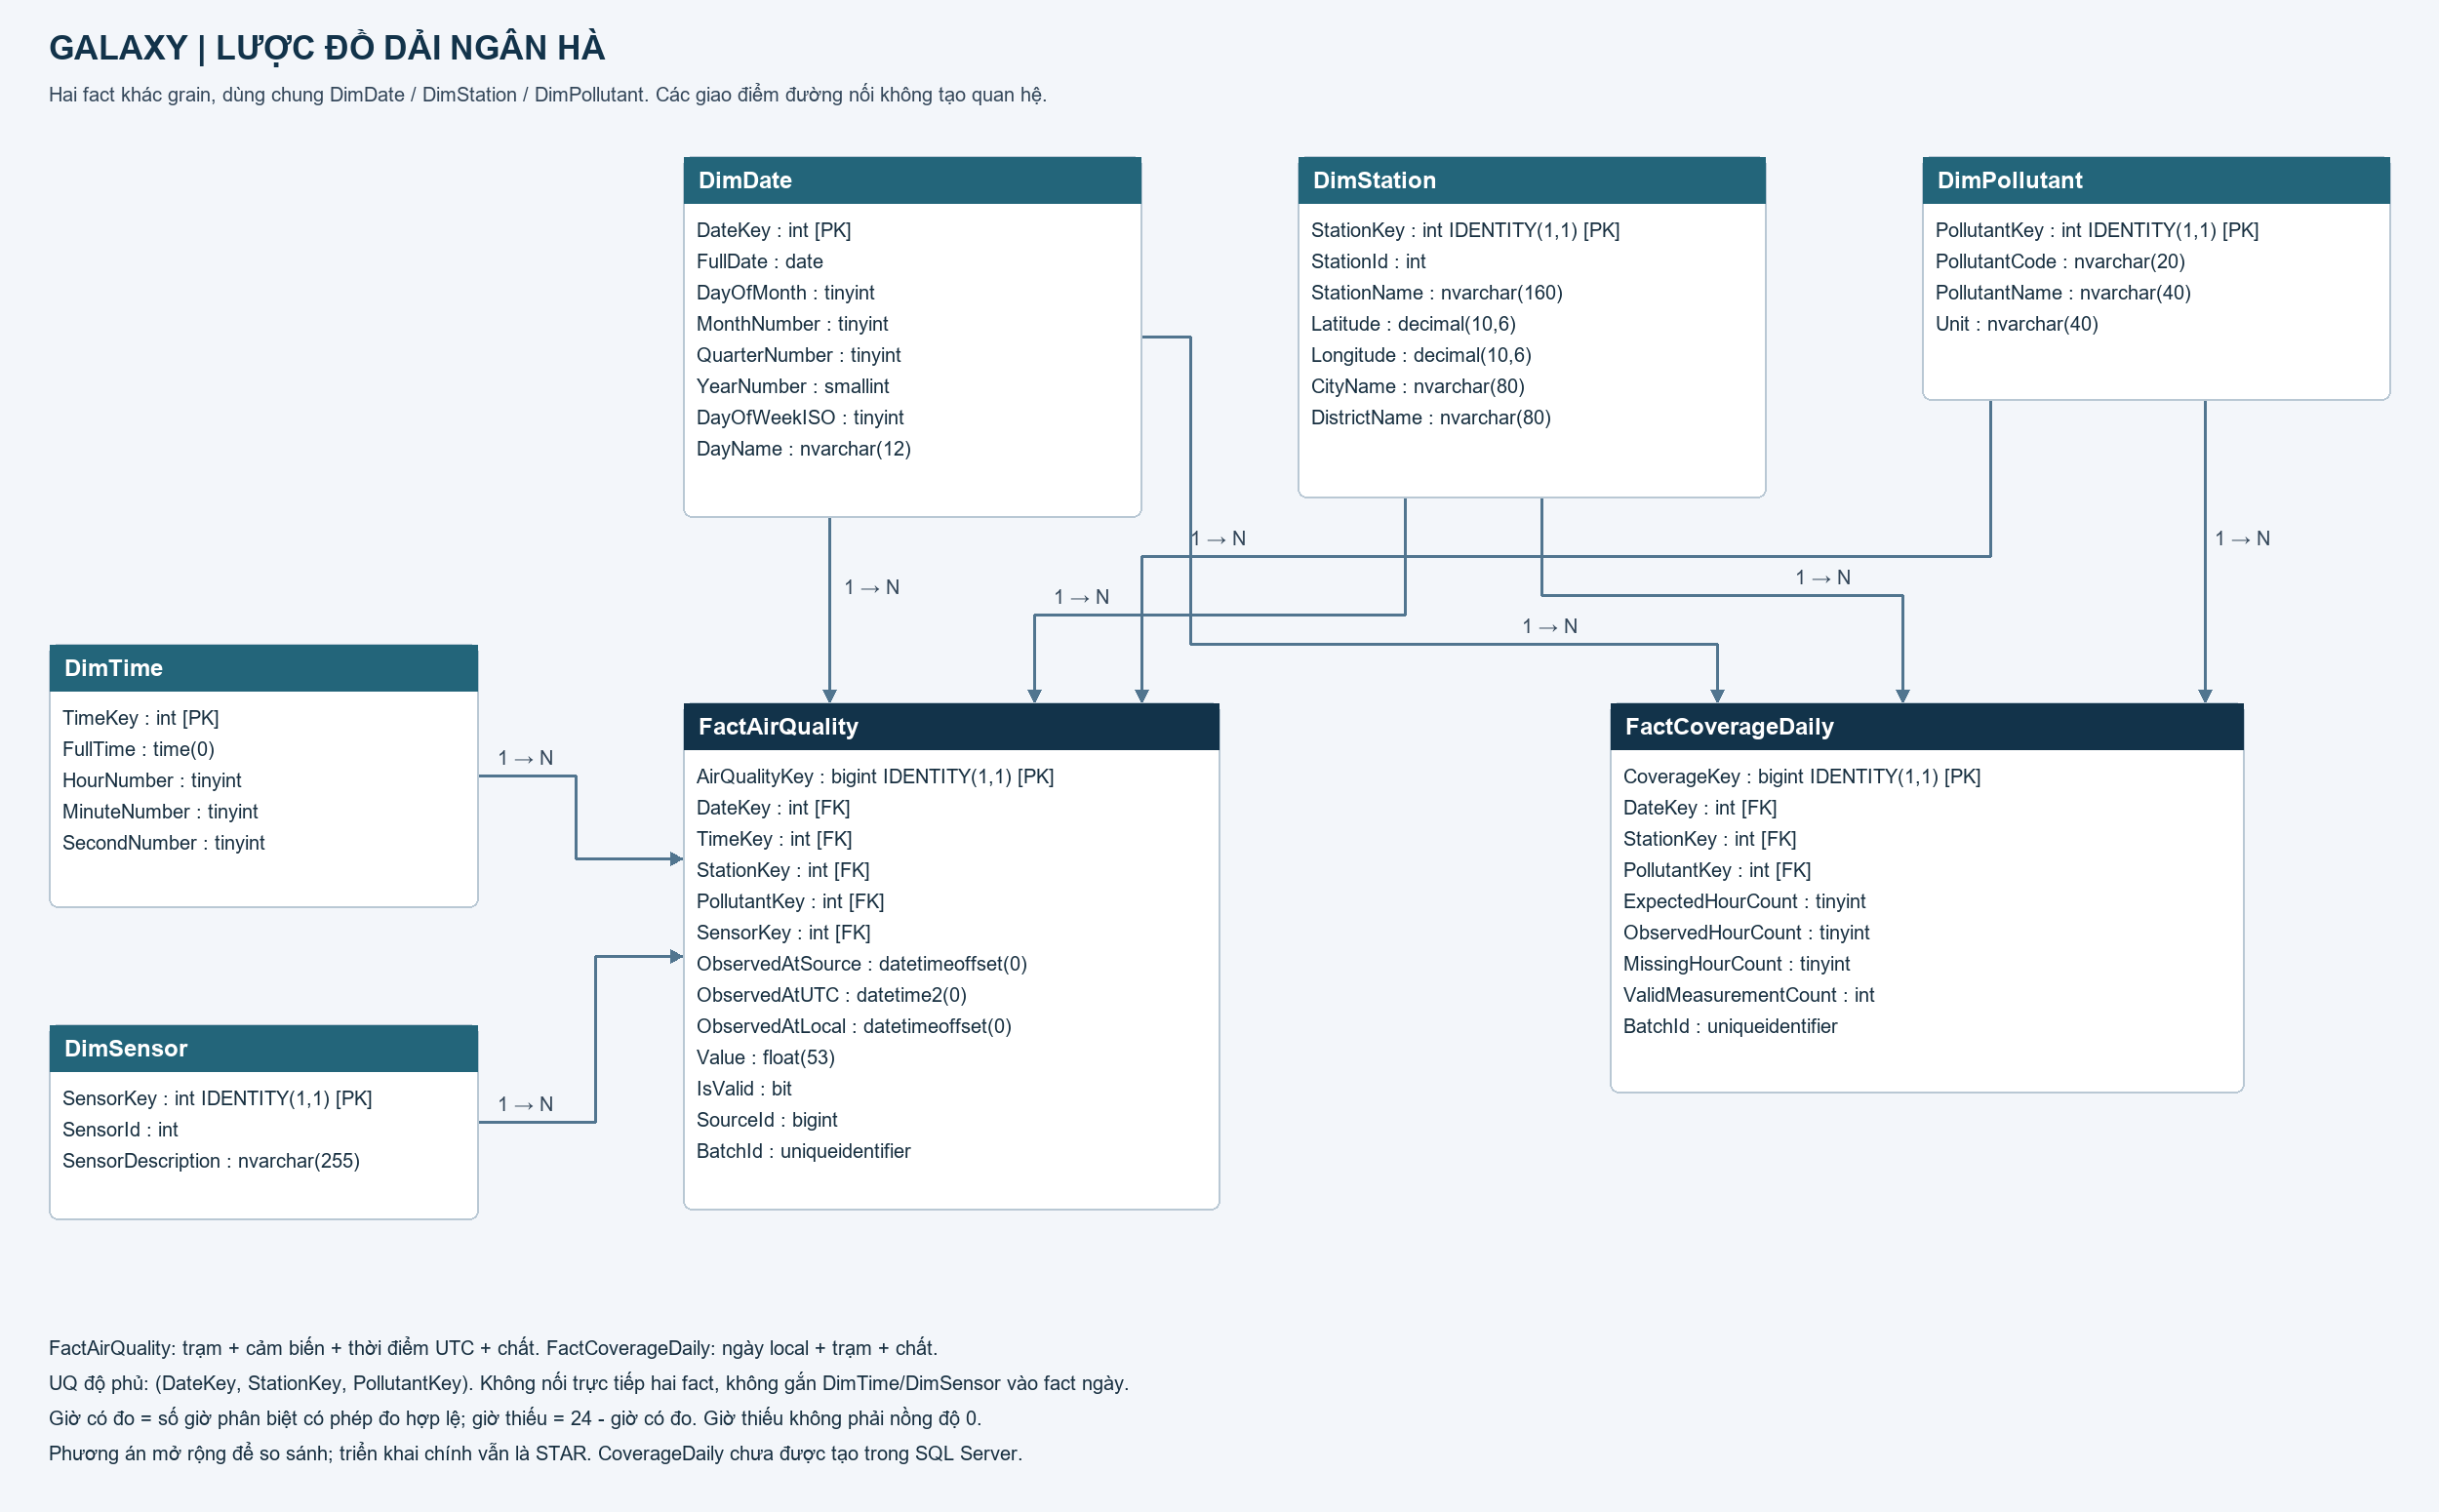 GALAXY | LƯỢC ĐỒ DẢI NGÂN HÀ
Hai fact khác grain, dùng chung DimDate / DimStation / DimPollutant. Các giao điểm đường nối không tạo quan hệ.
DimDate
DateKey : int [PK]
FullDate : date
DayOfMonth : tinyint
MonthNumber : tinyint
QuarterNumber : tinyint
YearNumber : smallint
DayOfWeekISO : tinyint
DayName : nvarchar(12)
DimStation
StationKey : int IDENTITY(1,1) [PK]
StationId : int
StationName : nvarchar(160)
Latitude : decimal(10,6)
Longitude : decimal(10,6)
CityName : nvarchar(80)
DistrictName : nvarchar(80)
DimPollutant
PollutantKey : int IDENTITY(1,1) [PK]
PollutantCode : nvarchar(20)
PollutantName : nvarchar(40)
Unit : nvarchar(40)
1 → N
1 → N
1 → N
1 → N
1 → N
1 → N
DimTime
TimeKey : int [PK]
FullTime : time(0)
HourNumber : tinyint
MinuteNumber : tinyint
SecondNumber : tinyint
1 → N
DimSensor
SensorKey : int IDENTITY(1,1) [PK]
SensorId : int
SensorDescription : nvarchar(255)
1 → N
FactAirQuality
AirQualityKey : bigint IDENTITY(1,1) [PK]
DateKey : int [FK]
TimeKey : int [FK]
StationKey : int [FK]
PollutantKey : int [FK]
SensorKey : int [FK]
ObservedAtSource : datetimeoffset(0)
ObservedAtUTC : datetime2(0)
ObservedAtLocal : datetimeoffset(0)
Value : float(53)
IsValid : bit
SourceId : bigint
BatchId : uniqueidentifier
FactCoverageDaily
CoverageKey : bigint IDENTITY(1,1) [PK]
DateKey : int [FK]
StationKey : int [FK]
PollutantKey : int [FK]
ExpectedHourCount : tinyint
ObservedHourCount : tinyint
MissingHourCount : tinyint
ValidMeasurementCount : int
BatchId : uniqueidentifier
FactAirQuality: trạm + cảm biến + thời điểm UTC + chất. FactCoverageDaily: ngày local + trạm + chất.
UQ độ phủ: (DateKey, StationKey, PollutantKey). Không nối trực tiếp hai fact, không gắn DimTime/DimSensor vào fact ngày.
Giờ có đo = số giờ phân biệt có phép đo hợp lệ; giờ thiếu = 24 - giờ có đo. Giờ thiếu không phải nồng độ 0.
Phương án mở rộng để so sánh; triển khai chính vẫn là STAR. CoverageDaily chưa được tạo trong SQL Server.